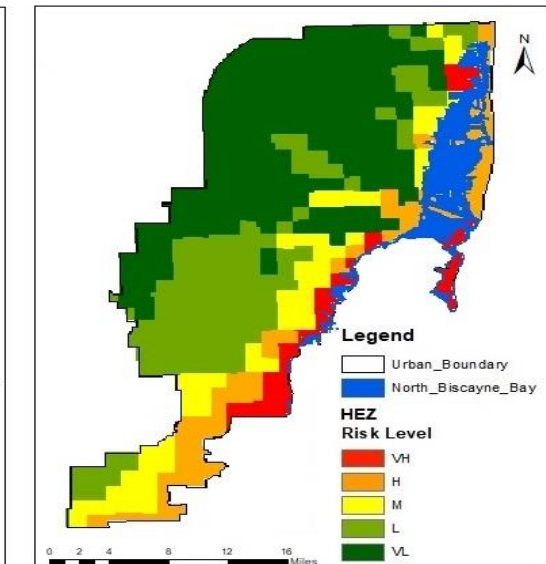 N
Legend
Urban_Boundary
North_Biscayne_Bay
HEZ
Risk Level
VH
H
M
L
VL
0 2 4 8 12 16
Miles